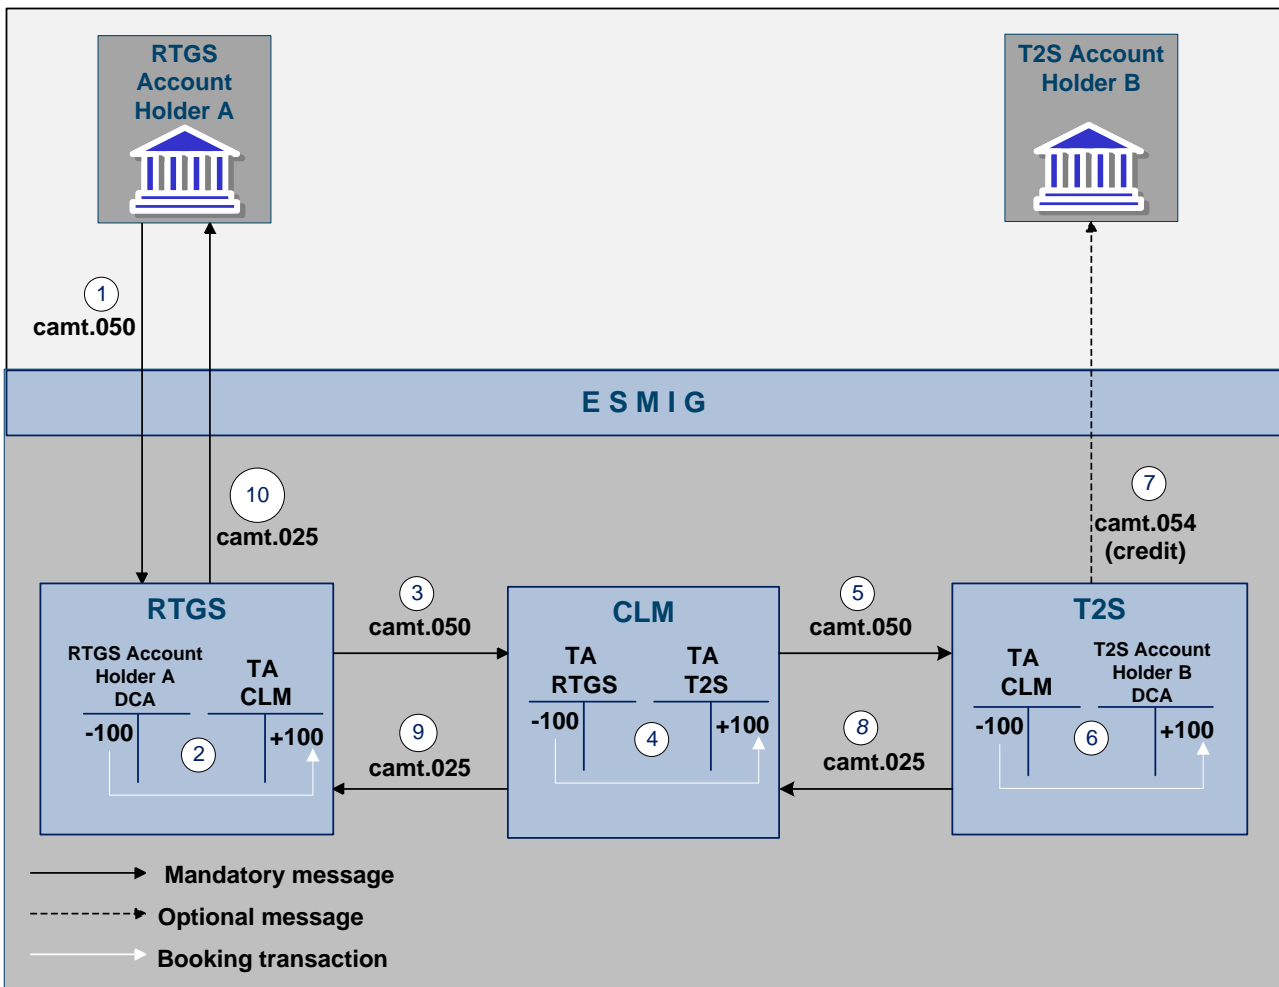 RTGS
Account
Holder A
T2S Account
Holder B
1
camt.050
E S M I G
10
camt.025
7
camt.054
(credit)
RTGS
RTGS Account
Holder A
DCA
TA
CLM
-100
+100
2
3
camt.050
9
camt.025
CLM
TA
RTGS
TA
T2S
-100
+100
4
5
camt.050
8
camt.025
T2S
TA
CLM
T2S Account
Holder B
DCA
-100
+100
6
Mandatory message
Optional message
Booking transaction